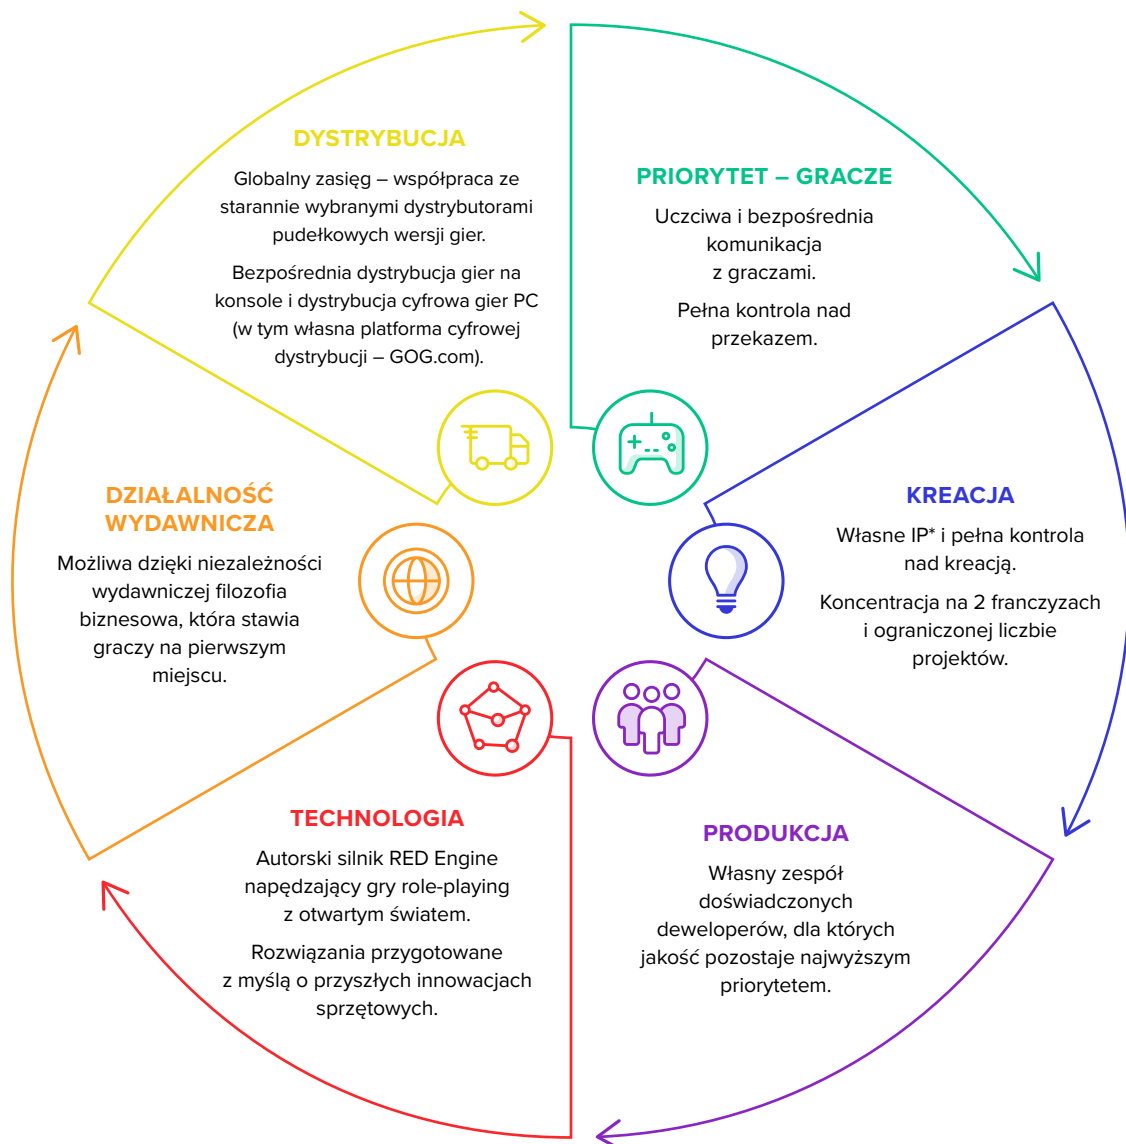 DYSTRYBUCJA
Globalny zasięg – współpraca ze
starannie wybranymi dystrybutorami
pudełkowych wersji gier.
Bezpośrednia dystrybucja gier na
konsole i dystrybucja cyfrowa gier PC
(w tym własna platforma cyfrowej
dystrybucji – GOG.com).
PRIORYTET – GRACZE
Uczciwa i bezpośrednia
komunikacja
z graczami.
Pełna kontrola nad
przekazem.
KREACJA
Własne IP* i pełna kontrola
nad kreacją.
Koncentracja na 2 franczyzach
i ograniczonej liczbie
projektów.
PRODUKCJA
Własny zespół
doświadczonych
deweloperów, dla których
jakość pozostaje najwyższym
priorytetem.
TECHNOLOGIA
Autorski silnik RED Engine
napędzający gry role-playing
z otwartym światem.
Rozwiązania przygotowane
z myślą o przyszłych innowacjach
sprzętowych.
DZIAŁALNOŚĆ
WYDAWNICZA
Możliwa dzięki niezależności
wydawniczej filozofia
biznesowa, która stawia
graczy na pierwszym
miejscu.